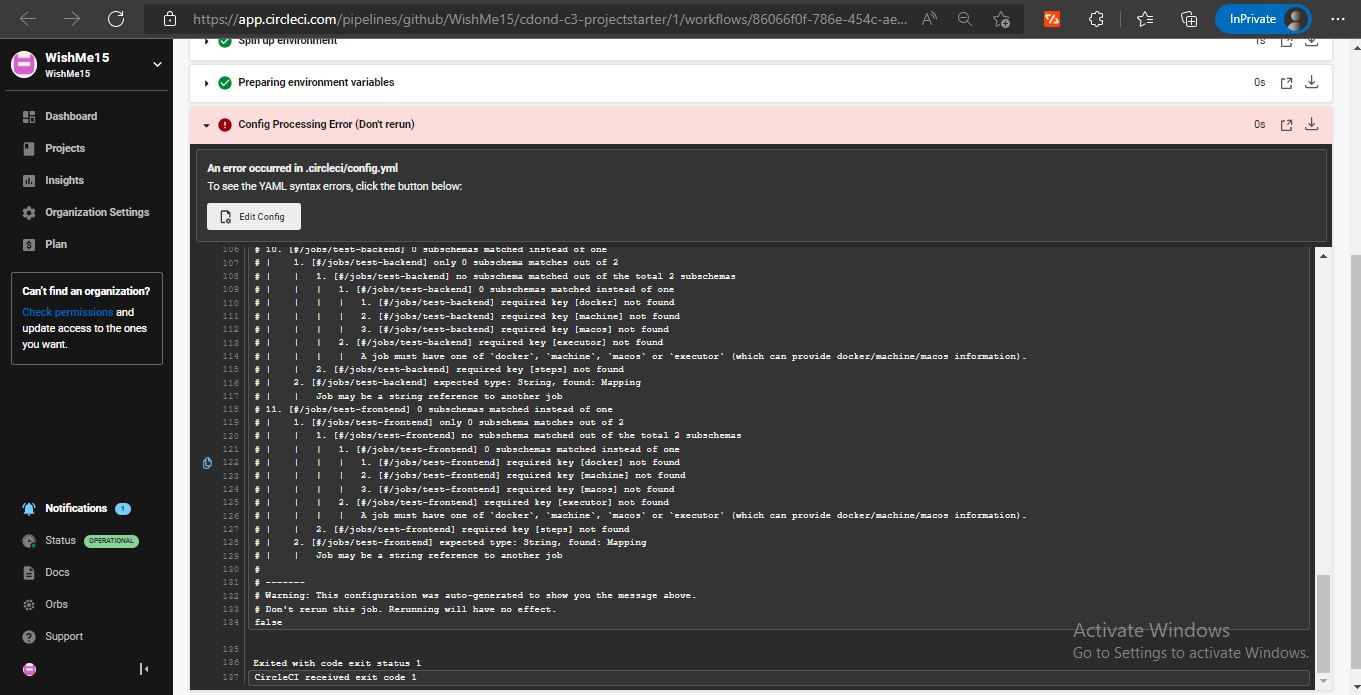 https://app.circleci.com/pipelines/github/WishMe15/cdond-c3-projectstarter/1/workflows/86066f0f-786e-454c-ae...
InPrivate
WishMe15
WishMe15
Dashboard
Projects
Insights
Organization Settings
Plan
Can't find an organization?
Check permissions and
update access to the ones
you want.
Notifications 1
Status OPERATIONAL
Docs
Orbs
Support
Spin up environment 1s
Preparing environment variables 0s
Config Processing Error (Don't rerun) 0s
An error occurred in .circleci/config.yml
To see the YAML syntax errors, click the button below:
Edit Config
106 # 10. [#/jobs/test-backend] 0 subschemas matched instead of one
107 # |    1. [#/jobs/test-backend] only 0 subschema matches out of 2
108 # |    |   1. [#/jobs/test-backend] no subschema matched out of the total 2 subschemas
109 # |    |   |   1. [#/jobs/test-backend] 0 subschemas matched instead of one
110 # |    |   |   |   1. [#/jobs/test-backend] required key [docker] not found
111 # |    |   |   |   2. [#/jobs/test-backend] required key [machine] not found
112 # |    |   |   |   3. [#/jobs/test-backend] required key [macos] not found
113 # |    |   |   2. [#/jobs/test-backend] required key [executor] not found
114 # |    |   |   |   A job must have one of `docker`, `machine`, `macos` or `executor` (which can provide docker/machine/macos information).
115 # |    |   2. [#/jobs/test-backend] required key [steps] not found
116 # |    2. [#/jobs/test-backend] expected type: String, found: Mapping
117 # |    |   Job may be a string reference to another job
118 # 11. [#/jobs/test-frontend] 0 subschemas matched instead of one
119 # |    1. [#/jobs/test-frontend] only 0 subschema matches out of 2
120 # |    |   1. [#/jobs/test-frontend] no subschema matched out of the total 2 subschemas
121 # |    |   |   1. [#/jobs/test-frontend] 0 subschemas matched instead of one
122 # |    |   |   |   1. [#/jobs/test-frontend] required key [docker] not found
123 # |    |   |   |   2. [#/jobs/test-frontend] required key [machine] not found
124 # |    |   |   |   3. [#/jobs/test-frontend] required key [macos] not found
125 # |    |   |   2. [#/jobs/test-frontend] required key [executor] not found
126 # |    |   |   |   A job must have one of `docker`, `machine`, `macos` or `executor` (which can provide docker/machine/macos information).
127 # |    |   2. [#/jobs/test-frontend] required key [steps] not found
128 # |    2. [#/jobs/test-frontend] expected type: String, found: Mapping
129 # |    |   Job may be a string reference to another job
130 #
131 # -------
132 # Warning: This configuration was auto-generated to show you the message above.
133 # Don't rerun this job. Rerunning will have no effect.
134 false
135
136 Exited with code exit status 1
137 CircleCI received exit code 1
Activate Windows
Go to Settings to activate Windows.